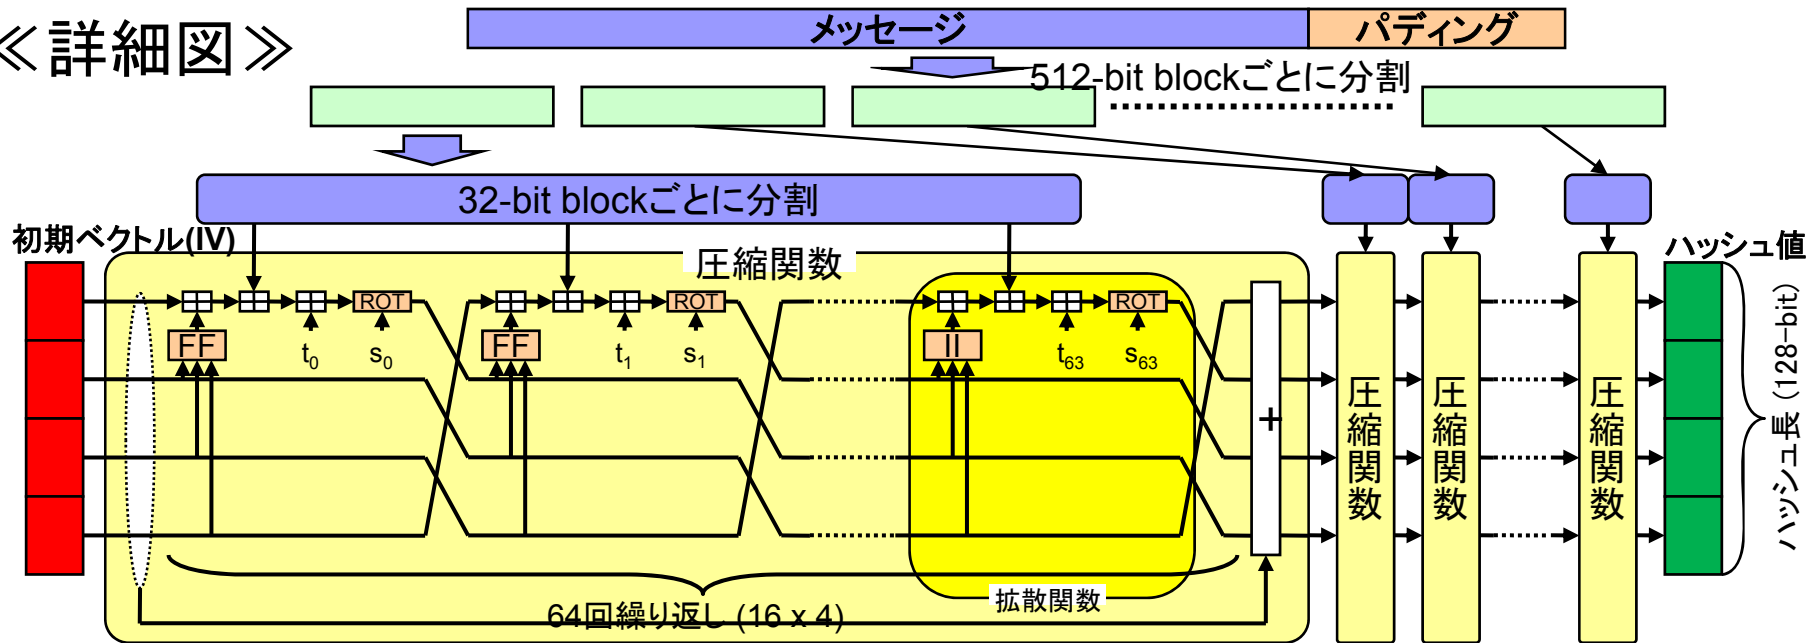 ≪詳細図≫
メッセージ
パディング
512-bit blockごとに分割
32-bit blockごとに分割
初期ベクトル(IV)
圧縮関数
ハッシュ値
ROT
ROT
ROT
FF
t0
s0
FF
t1
s1
II
t63
s63
+
圧縮関数
圧縮関数
圧縮関数
ハッシュ長 (128-bit)
拡散関数
64回繰り返し (16 x 4)